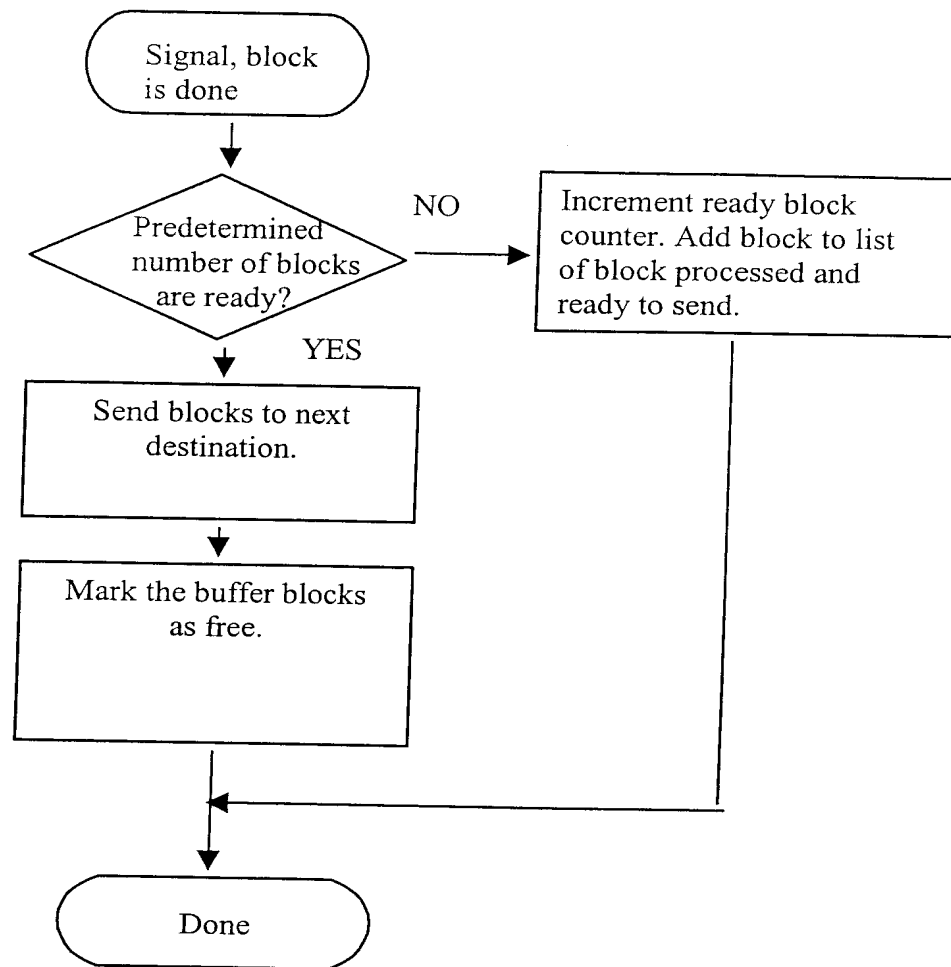 Signal, block
is done
Predetermined
number of blocks
are ready?
NO
Increment ready block
counter. Add block to list
of block processed and
ready to send.
YES
Send blocks to next
destination.
Mark the buffer blocks
as free.
Done